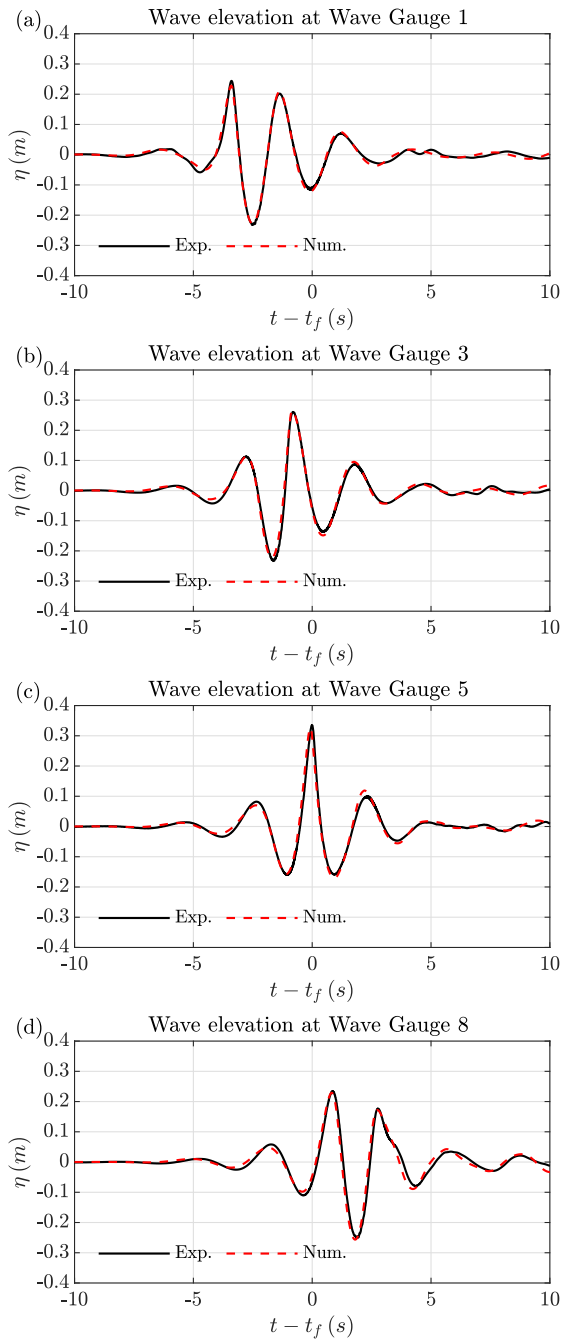 (a) Wave elevation at Wave Gauge 1
0.4
0.3
0.2
0.1
0
-0.1
-0.2
-0.3
-0.4
η (m)
Exp. Num.
-10 -5 0 5 10
t − t_f (s)
(b) Wave elevation at Wave Gauge 3
0.4
0.3
0.2
0.1
0
-0.1
-0.2
-0.3
-0.4
η (m)
Exp. Num.
-10 -5 0 5 10
t − t_f (s)
(c) Wave elevation at Wave Gauge 5
0.4
0.3
0.2
0.1
0
-0.1
-0.2
-0.3
-0.4
η (m)
Exp. Num.
-10 -5 0 5 10
t − t_f (s)
(d) Wave elevation at Wave Gauge 8
0.4
0.3
0.2
0.1
0
-0.1
-0.2
-0.3
-0.4
η (m)
Exp. Num.
-10 -5 0 5 10
t − t_f (s)